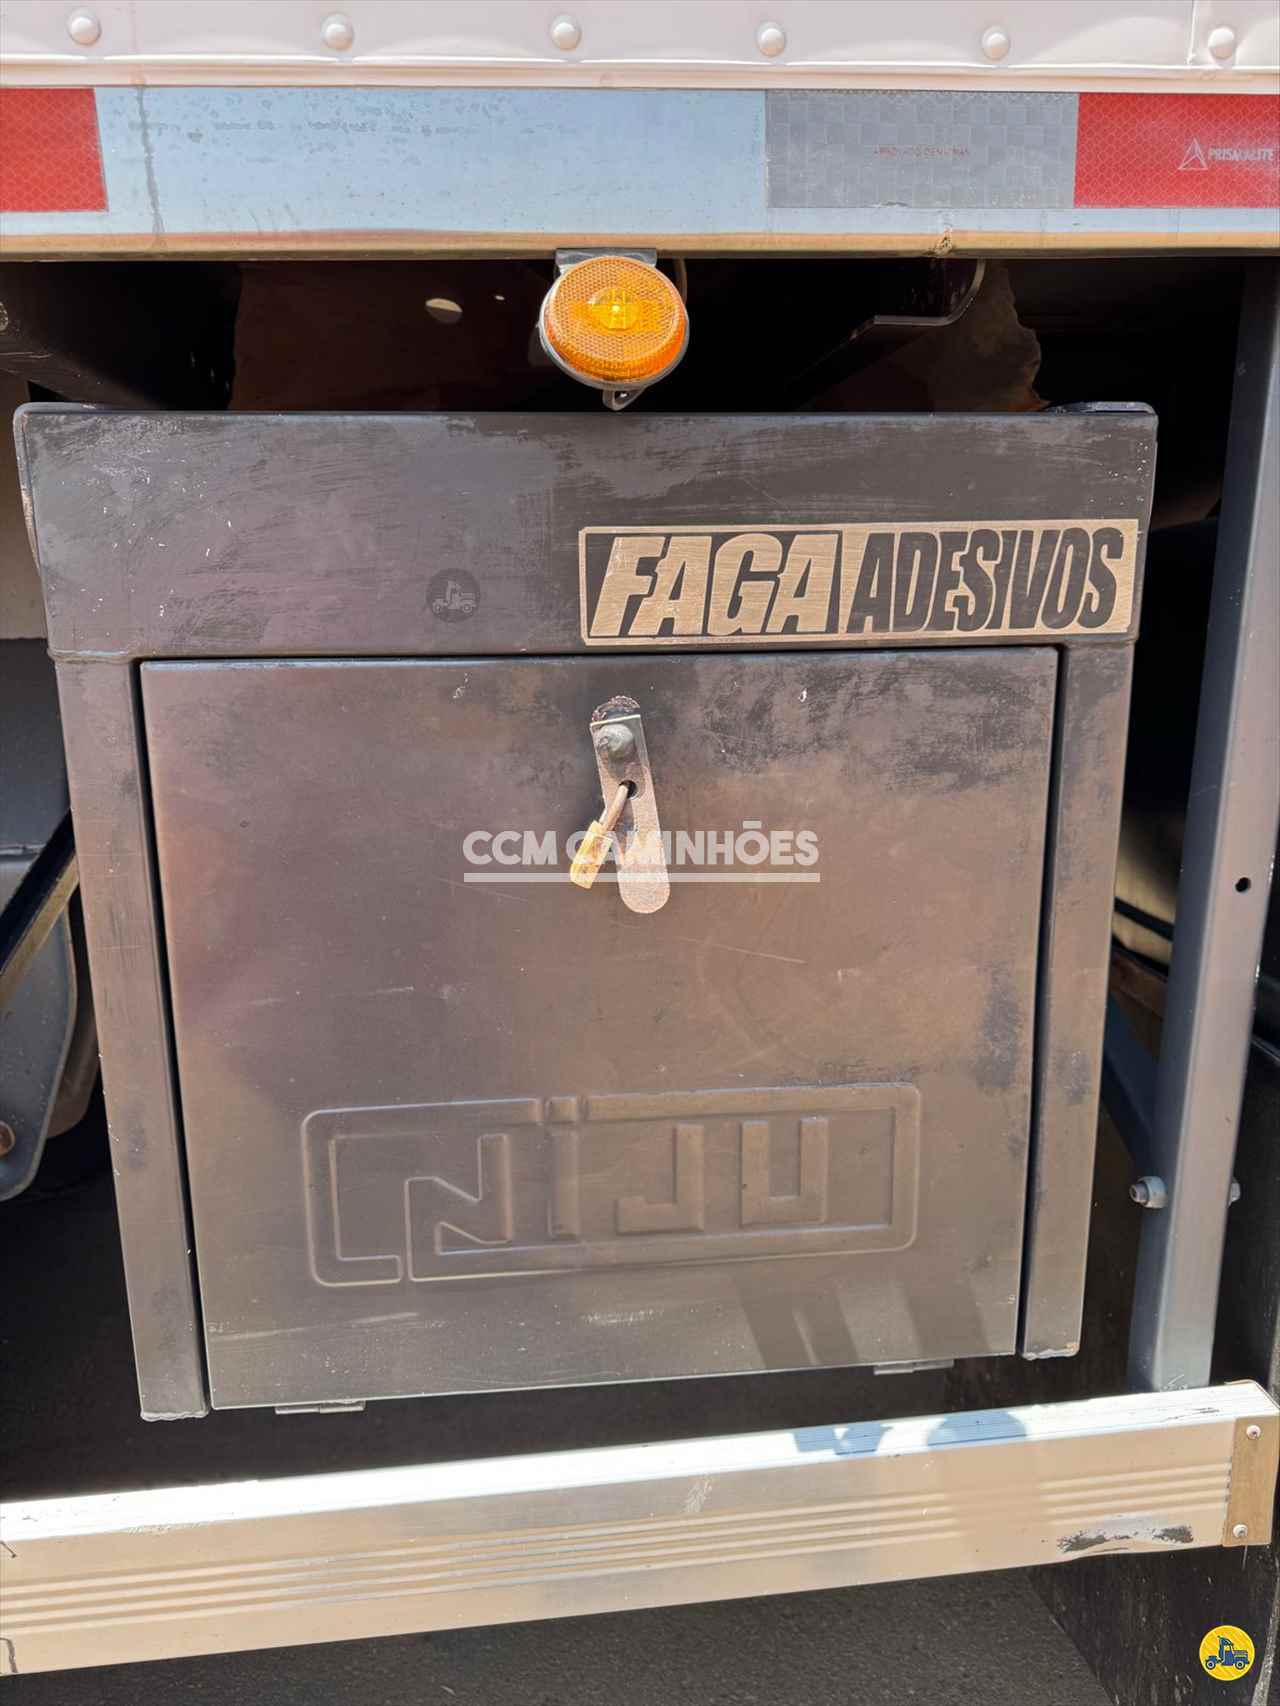 PRISMALITE
FAGA ADESIVOS
CCM CAMINHÕES
NiJU